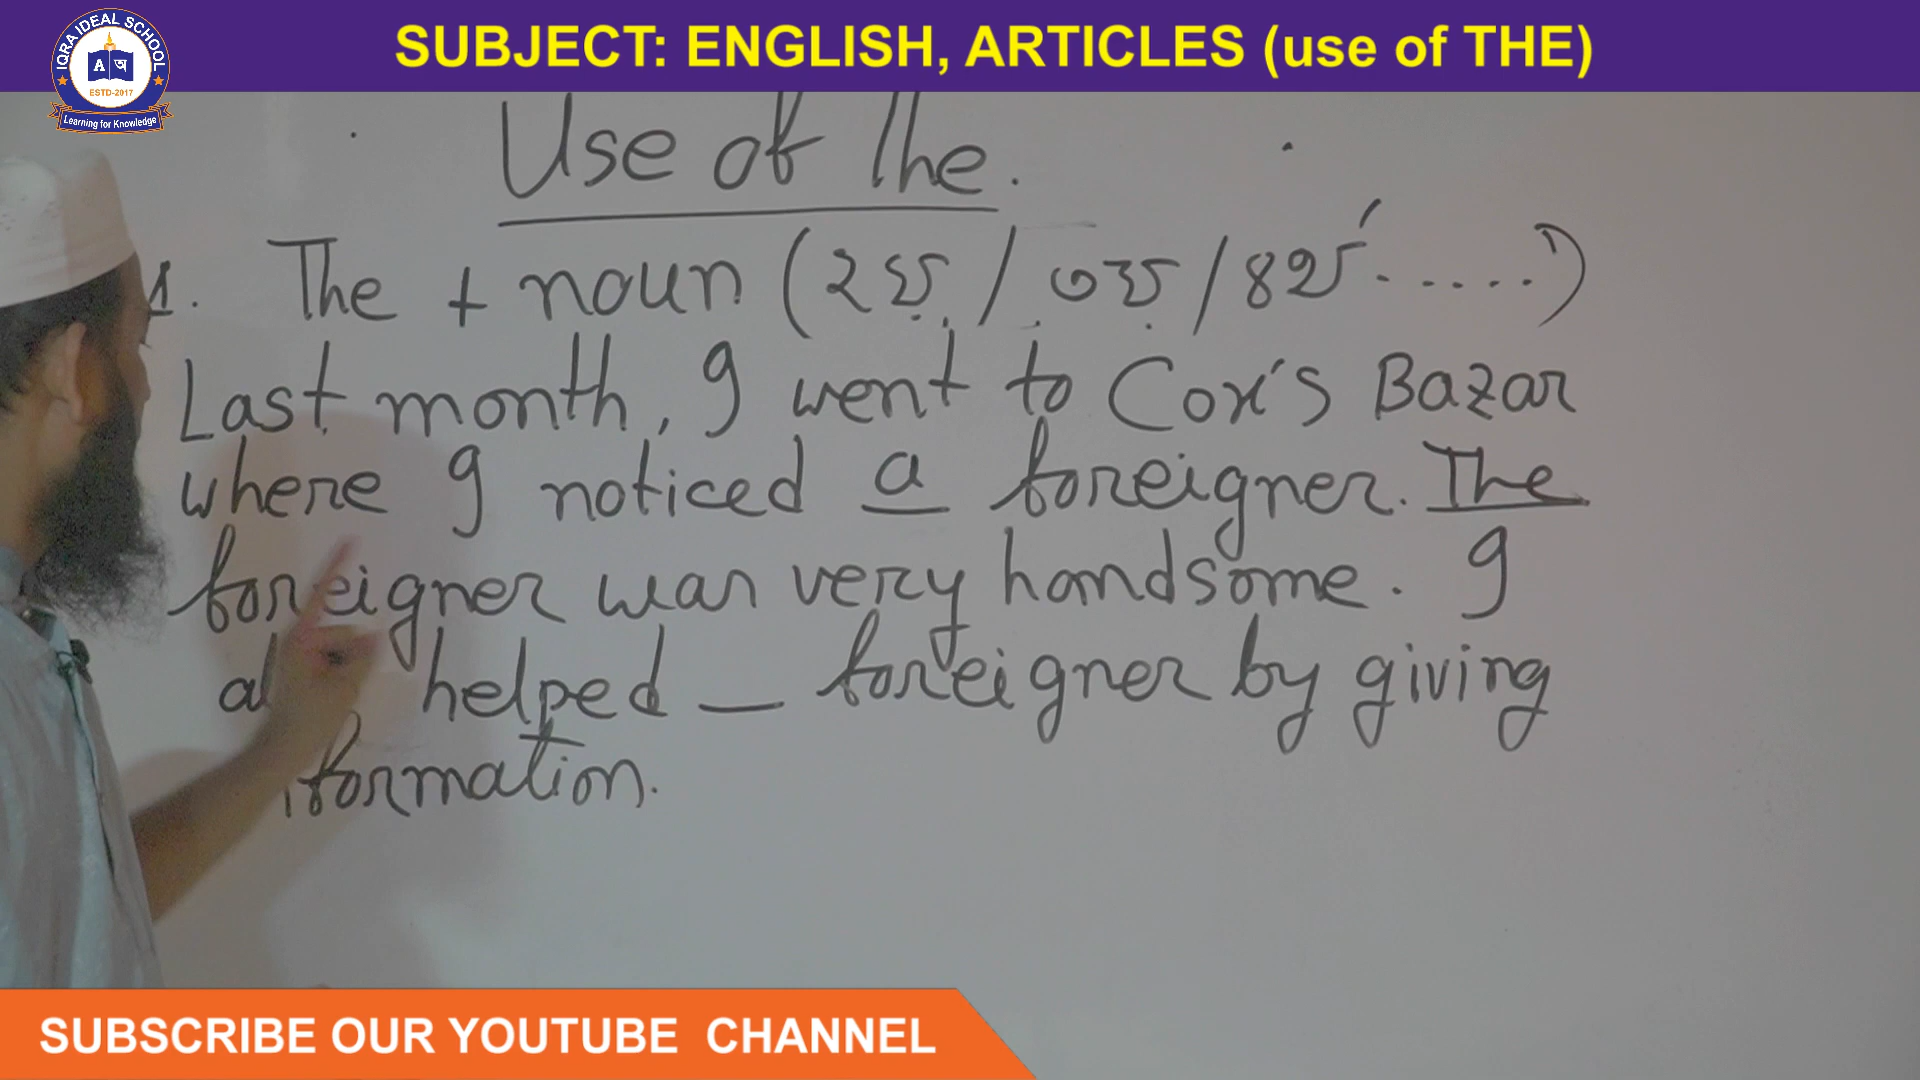 SUBJECT: ENGLISH, ARTICLES (use of THE)
IQRA IDEAL SCHOOL
A অ
ESTD-2017
Learning for Knowledge
Use of The.
1. The + noun (২য়/৩য়/৪র্থ.....)
Last month, I went to Cox's Bazar
where I noticed a foreigner. The
foreigner was very handsome. I
al helped _ foreigner by giving
formation.
SUBSCRIBE OUR YOUTUBE CHANNEL